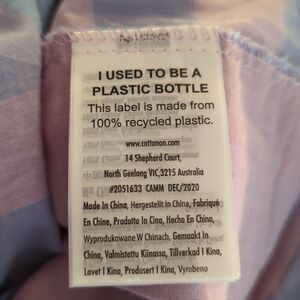 I USED TO BE A
PLASTIC BOTTLE
This label is made from
100% recycled plastic.
www.cottonon.com
14 Shepherd Court,
North Geelong VIC,3215 Australia
#2051633 CAMM DEC/2020
Made In China, Hergestellt In China, Fabriqué
En Chine, Prodotto In Cina, Hecho En China,
Wyprodukowane W Chinach, Gemaakt In
China, Valmistettu Kiinassa, Tillverkad I Kina,
Lavet I Kina, Produsert I Kina, Vyrobeno